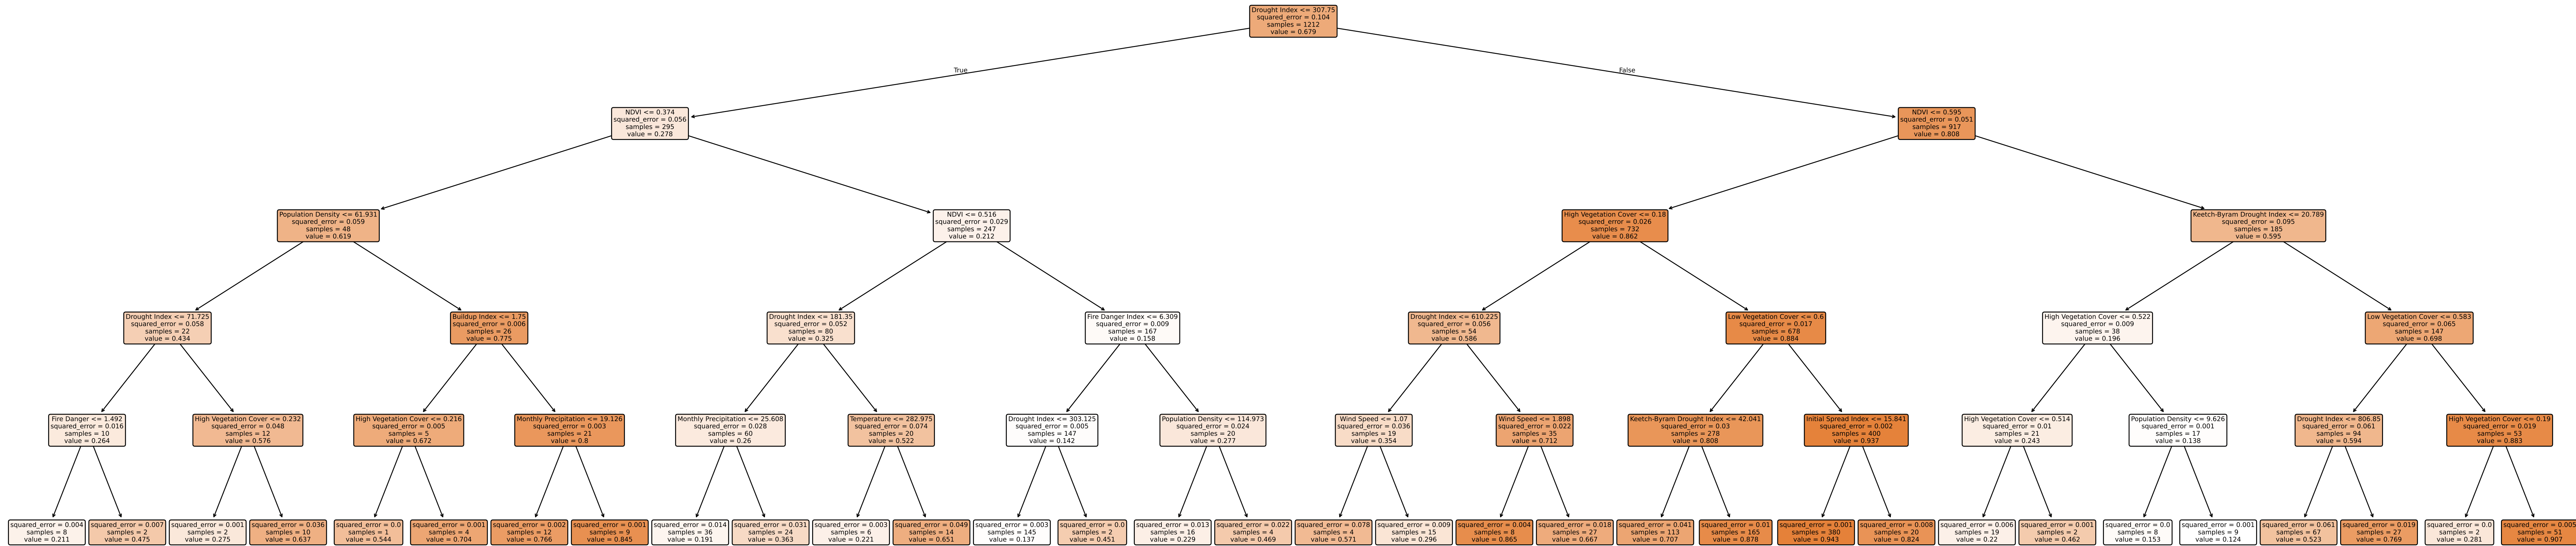 Drought Index <= 307.75
squared_error = 0.104
samples = 1212
value = 0.679
True
False
NDVI <= 0.374
squared_error = 0.056
samples = 295
value = 0.278
NDVI <= 0.595
squared_error = 0.051
samples = 917
value = 0.808
Population Density <= 61.931
squared_error = 0.059
samples = 48
value = 0.619
NDVI <= 0.516
squared_error = 0.029
samples = 247
value = 0.212
High Vegetation Cover <= 0.18
squared_error = 0.026
samples = 732
value = 0.862
Keetch-Byram Drought Index <= 20.789
squared_error = 0.095
samples = 185
value = 0.595
Drought Index <= 71.725
squared_error = 0.058
samples = 22
value = 0.434
Buildup Index <= 1.75
squared_error = 0.006
samples = 26
value = 0.775
Drought Index <= 181.35
squared_error = 0.052
samples = 80
value = 0.325
Fire Danger Index <= 6.309
squared_error = 0.009
samples = 167
value = 0.158
Drought Index <= 610.225
squared_error = 0.056
samples = 54
value = 0.586
Low Vegetation Cover <= 0.6
squared_error = 0.017
samples = 678
value = 0.884
High Vegetation Cover <= 0.522
squared_error = 0.009
samples = 38
value = 0.196
Low Vegetation Cover <= 0.583
squared_error = 0.065
samples = 147
value = 0.698
Fire Danger <= 1.492
squared_error = 0.016
samples = 10
value = 0.264
High Vegetation Cover <= 0.232
squared_error = 0.048
samples = 12
value = 0.576
High Vegetation Cover <= 0.216
squared_error = 0.005
samples = 5
value = 0.672
Monthly Precipitation <= 19.126
squared_error = 0.003
samples = 21
value = 0.8
Monthly Precipitation <= 25.608
squared_error = 0.028
samples = 60
value = 0.26
Temperature <= 282.975
squared_error = 0.074
samples = 20
value = 0.522
Drought Index <= 303.125
squared_error = 0.005
samples = 147
value = 0.142
Population Density <= 114.973
squared_error = 0.024
samples = 20
value = 0.277
Wind Speed <= 1.07
squared_error = 0.036
samples = 19
value = 0.354
Wind Speed <= 1.898
squared_error = 0.022
samples = 35
value = 0.712
Keetch-Byram Drought Index <= 42.041
squared_error = 0.03
samples = 278
value = 0.808
Initial Spread Index <= 15.841
squared_error = 0.002
samples = 400
value = 0.937
High Vegetation Cover <= 0.514
squared_error = 0.01
samples = 21
value = 0.243
Population Density <= 9.626
squared_error = 0.001
samples = 17
value = 0.138
Drought Index <= 806.85
squared_error = 0.061
samples = 94
value = 0.594
High Vegetation Cover <= 0.19
squared_error = 0.019
samples = 53
value = 0.883
squared_error = 0.004
samples = 8
value = 0.211
squared_error = 0.007
samples = 2
value = 0.475
squared_error = 0.001
samples = 2
value = 0.275
squared_error = 0.036
samples = 10
value = 0.637
squared_error = 0.0
samples = 1
value = 0.544
squared_error = 0.001
samples = 4
value = 0.704
squared_error = 0.002
samples = 12
value = 0.766
squared_error = 0.001
samples = 9
value = 0.845
squared_error = 0.014
samples = 36
value = 0.191
squared_error = 0.031
samples = 24
value = 0.363
squared_error = 0.003
samples = 6
value = 0.221
squared_error = 0.049
samples = 14
value = 0.651
squared_error = 0.003
samples = 145
value = 0.137
squared_error = 0.0
samples = 2
value = 0.451
squared_error = 0.013
samples = 16
value = 0.229
squared_error = 0.022
samples = 4
value = 0.469
squared_error = 0.078
samples = 4
value = 0.571
squared_error = 0.009
samples = 15
value = 0.296
squared_error = 0.004
samples = 8
value = 0.865
squared_error = 0.018
samples = 27
value = 0.667
squared_error = 0.041
samples = 113
value = 0.707
squared_error = 0.01
samples = 165
value = 0.878
squared_error = 0.001
samples = 380
value = 0.943
squared_error = 0.008
samples = 20
value = 0.824
squared_error = 0.006
samples = 19
value = 0.22
squared_error = 0.001
samples = 2
value = 0.462
squared_error = 0.0
samples = 8
value = 0.153
squared_error = 0.001
samples = 9
value = 0.124
squared_error = 0.061
samples = 67
value = 0.523
squared_error = 0.019
samples = 27
value = 0.769
squared_error = 0.0
samples = 2
value = 0.281
squared_error = 0.005
samples = 51
value = 0.907